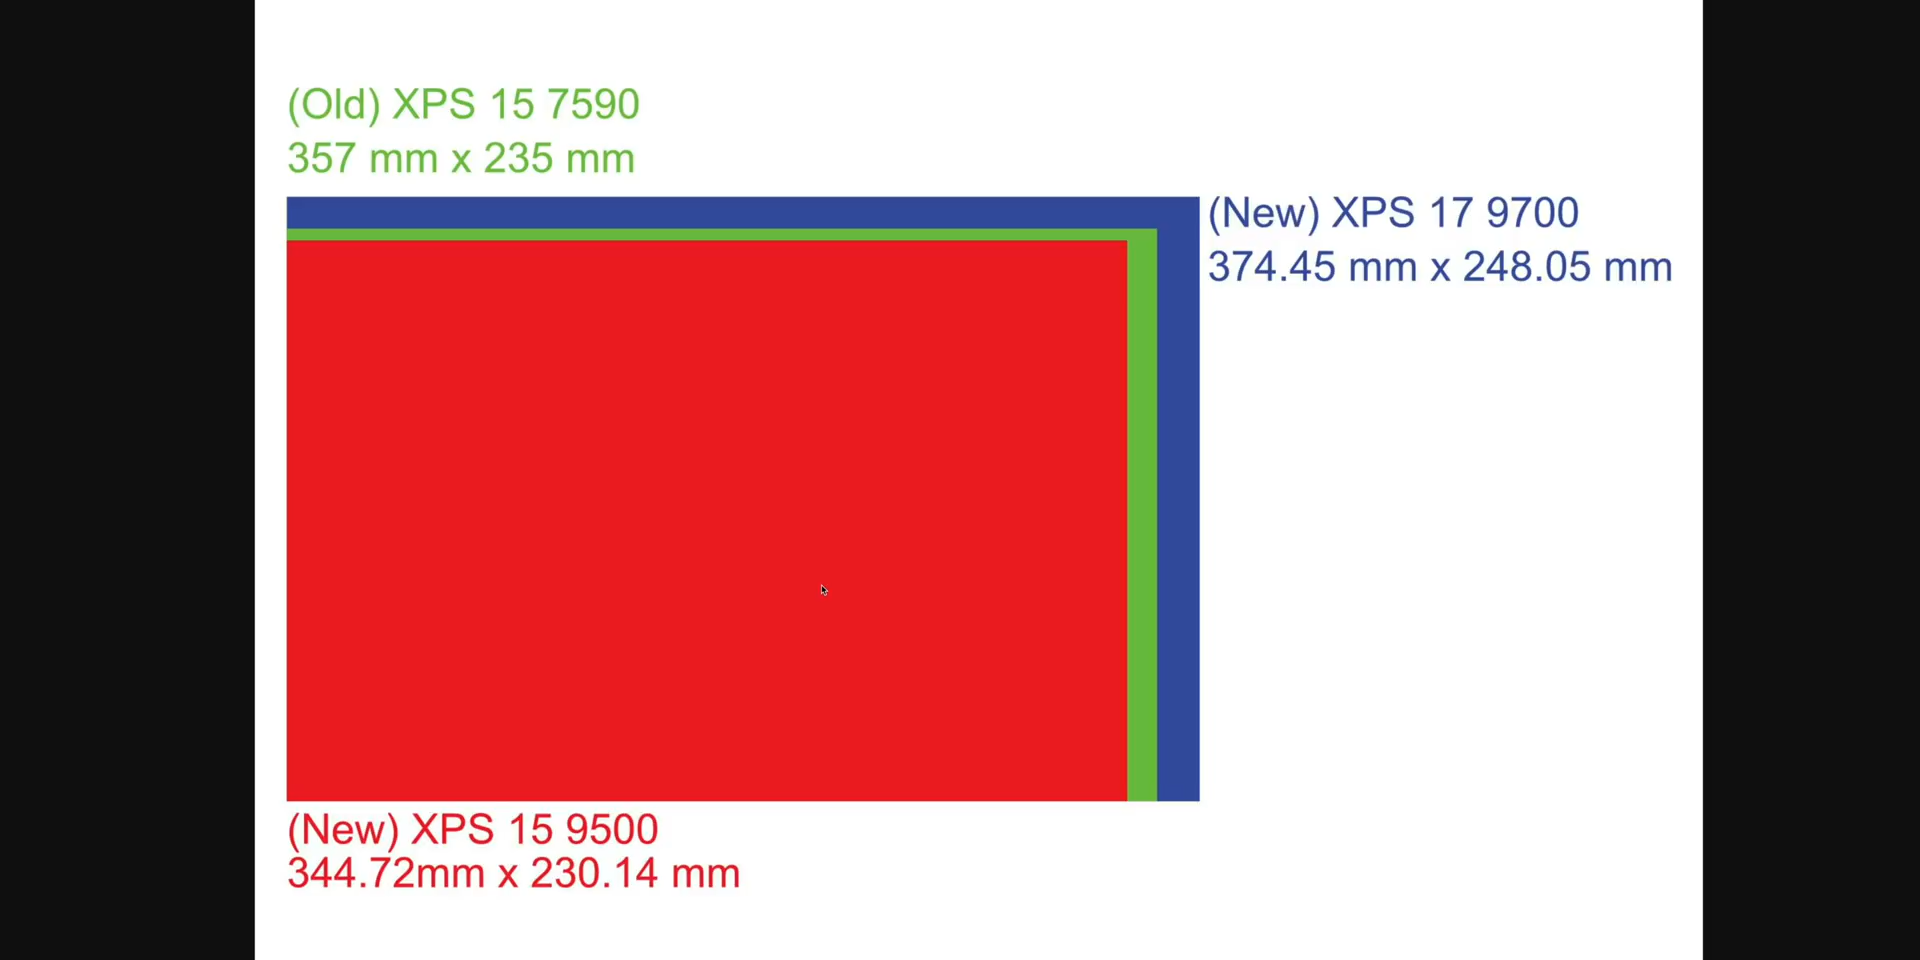 (Old) XPS 15 7590
357 mm x 235 mm
(New) XPS 17 9700
374.45 mm x 248.05 mm
(New) XPS 15 9500
344.72mm x 230.14 mm